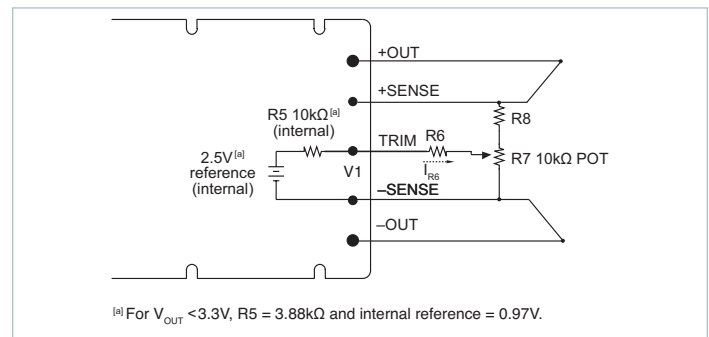 +OUT
+SENSE
R5 10kΩ[a]
(internal)
TRIM R6
R8
2.5V[a]
reference
(internal)
V1
IR6
R7 10kΩ POT
–SENSE
–OUT
[a] For VOUT <3.3V, R5 = 3.88kΩ and internal reference = 0.97V.